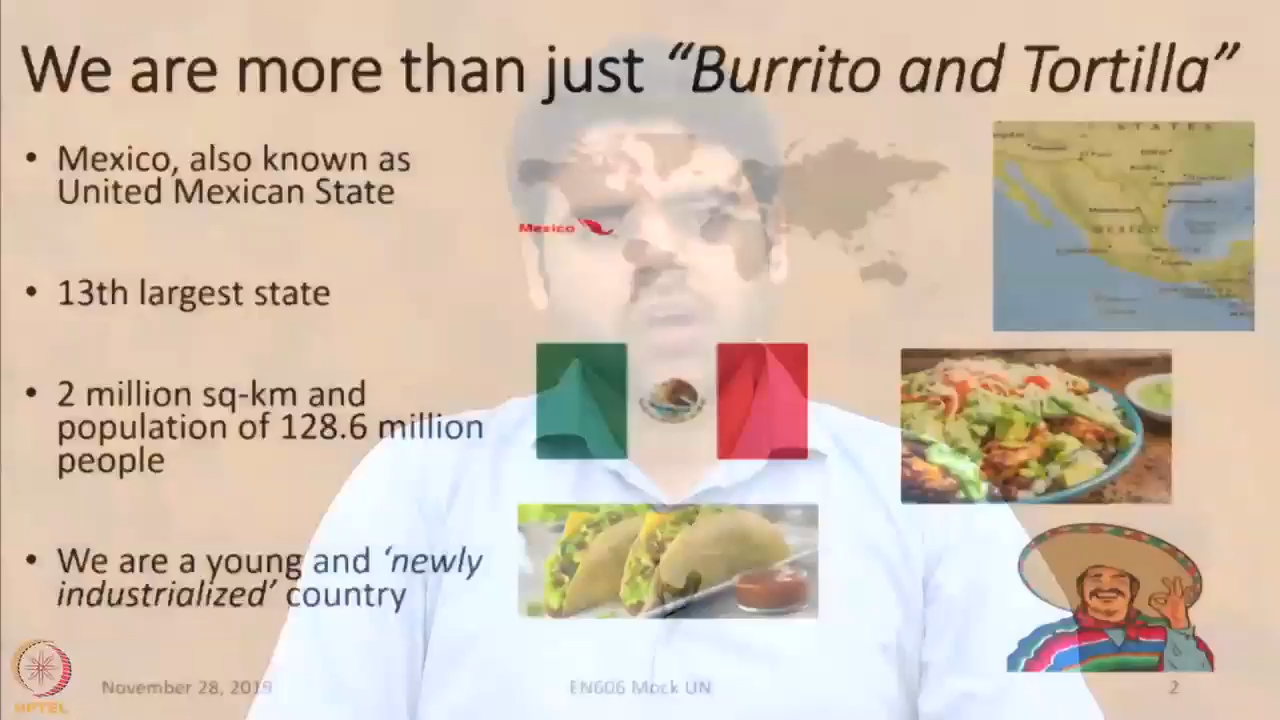 We are more than just “Burrito and Tortilla”
• Mexico, also known as
United Mexican State
• 13th largest state
• 2 million sq-km and
population of 128.6 million
people
• We are a young and ‘newly
industrialized’ country
Mexico
STATES
MEXICO
NPTEL
November 28, 2019
EN606 Mock UN
2